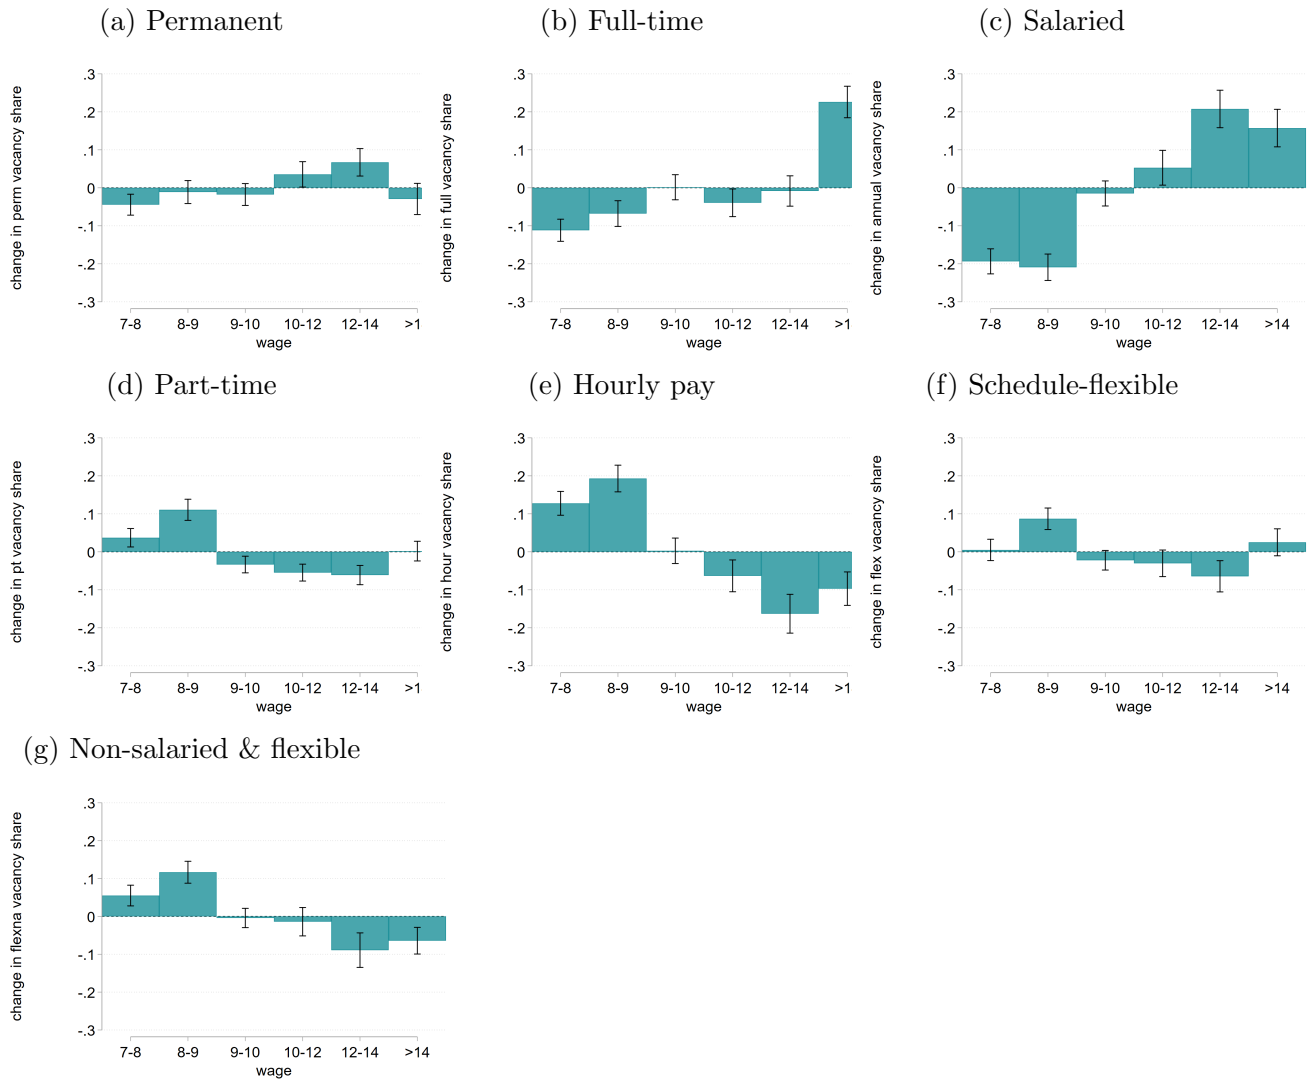 (a) Permanent
(b) Full-time
(c) Salaried
change in perm vacancy share
.3
.2
.1
0
-.1
-.2
-.3
7-8 8-9 9-10 10-12 12-14 >1
wage
change in full vacancy share
.3
.2
.1
0
-.1
-.2
-.3
7-8 8-9 9-10 10-12 12-14 >1
wage
change in annual vacancy share
.3
.2
.1
0
-.1
-.2
-.3
7-8 8-9 9-10 10-12 12-14 >14
wage
(d) Part-time
(e) Hourly pay
(f) Schedule-flexible
change in pt vacancy share
.3
.2
.1
0
-.1
-.2
-.3
7-8 8-9 9-10 10-12 12-14 >1
wage
change in hour vacancy share
.3
.2
.1
0
-.1
-.2
-.3
7-8 8-9 9-10 10-12 12-14 >1
wage
change in flex vacancy share
.3
.2
.1
0
-.1
-.2
-.3
7-8 8-9 9-10 10-12 12-14 >14
wage
(g) Non-salaried & flexible
change in flexna vacancy share
.3
.2
.1
0
-.1
-.2
-.3
7-8 8-9 9-10 10-12 12-14 >14
wage